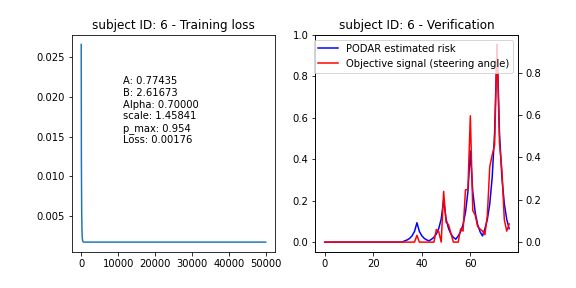 subject ID: 6 - Training loss
0.025
0.020
0.015
0.010
0.005
A: 0.77435
B: 2.61673
Alpha: 0.70000
scale: 1.45841
p_max: 0.954
Loss: 0.00176
0 10000 20000 30000 40000 50000
subject ID: 6 - Verification
PODAR estimated risk
Objective signal (steering angle)
1.0
0.8
0.6
0.4
0.2
0.0
0.8
0.6
0.4
0.2
0.0
0 20 40 60 80